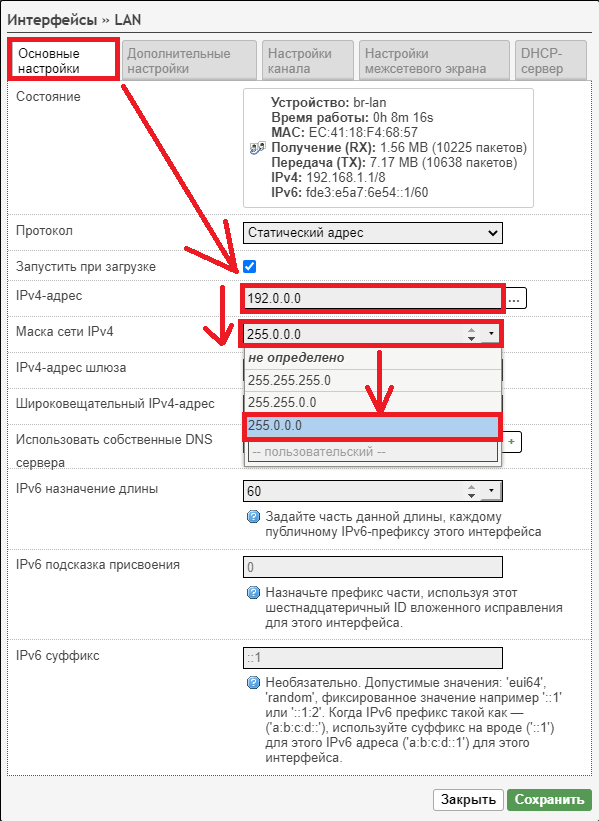 Интерфейсы » LAN
Основные
настройки
Дополнительные
настройки
Настройки
канала
Настройки
межсетевого экрана
DHCP-
сервер
Состояние
Устройство: br-lan
Время работы: 0h 8m 16s
MAC: EC:41:18:F4:68:57
Получение (RX): 1.56 MB (10225 пакетов)
Передача (TX): 7.17 MB (10638 пакетов)
IPv4: 192.168.1.1/8
IPv6: fde3:e5a7:6e54::1/60
Протокол
Статический адрес
Запустить при загрузке
IPv4-адрес
192.0.0.0
...
Маска сети IPv4
255.0.0.0
не определено
IPv4-адрес шлюза
255.255.255.0
Широковещательный IPv4-адрес
255.255.0.0
255.0.0.0
Использовать собственные DNS
сервера
-- пользовательский --
+
IPv6 назначение длины
60
Задайте часть данной длины, каждому
публичному IPv6-префиксу этого интерфейса
IPv6 подсказка присвоения
0
Назначьте префикс части, используя этот
шестнадцатеричный ID вложенного исправления
для этого интерфейса.
IPv6 суффикс
::1
Необязательно. Допустимые значения: 'eui64',
'random', фиксированное значение например '::1'
или '::1:2'. Когда IPv6 префикс такой как —
('a:b:c:d::'), используйте суффикс на вроде ('::1')
для этого IPv6 адреса ('a:b:c:d::1') для этого
интерфейса.
Закрыть
Сохранить